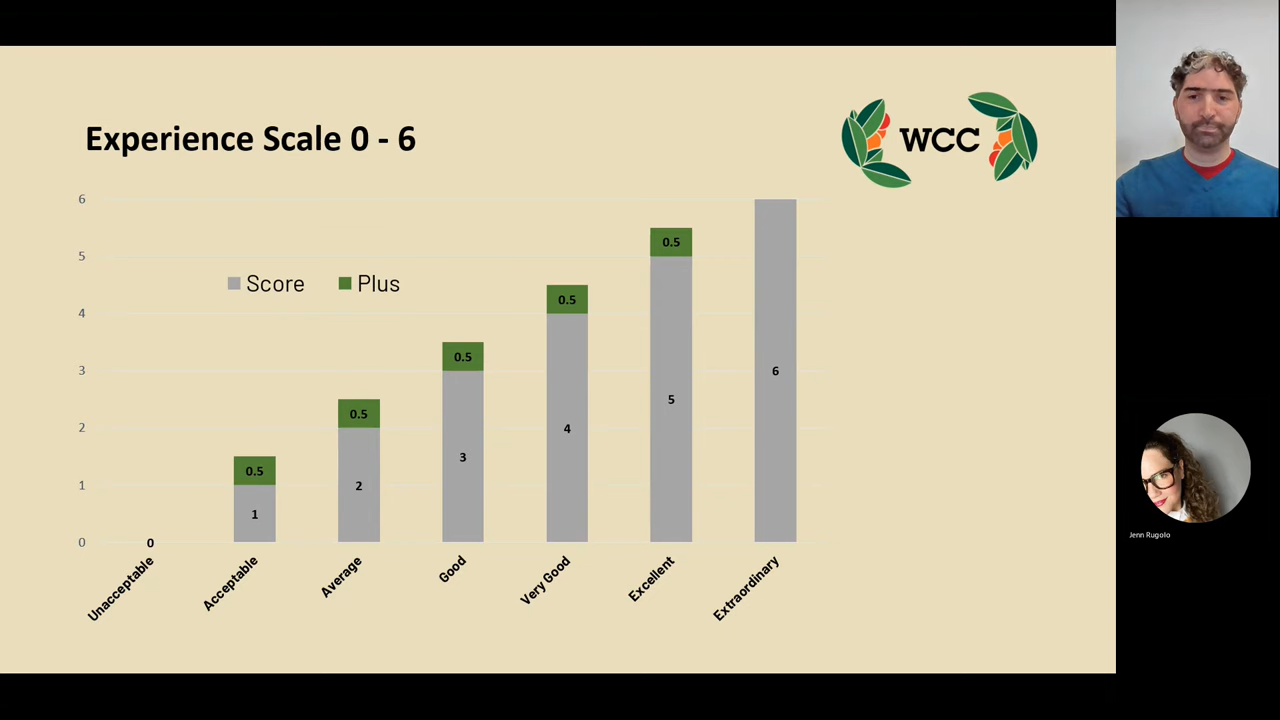 Experience Scale 0 - 6
WCC
6
5
4
3
2
1
0
Score
Plus
0
0.5
1
0.5
2
0.5
3
0.5
4
0.5
5
6
Unacceptable
Acceptable
Average
Good
Very Good
Excellent
Extraordinary
Jenn Rugolo